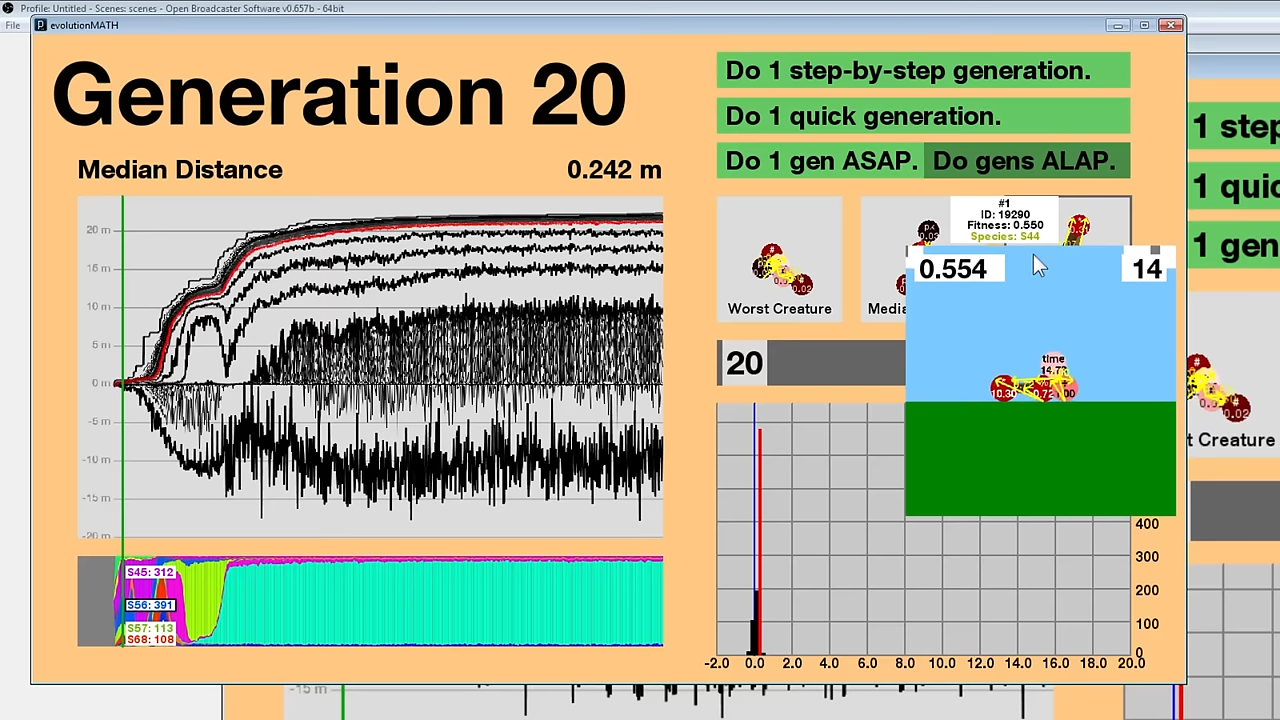 Profile: Untitled - Scenes: scenes - Open Broadcaster Software v0.657b - 64bit
File
evolutionMATH
Generation 20
Do 1 step-by-step generation.
Do 1 quick generation.
Do 1 gen ASAP.
Do gens ALAP.
Median Distance
0.242 m
20 m
15 m
10 m
5 m
0 m
-5 m
-10 m
-15 m
-20 m
S45: 312
S56: 391
S57: 113
S68: 108
Worst Creature
Media
#1
ID: 19290
Fitness: 0.550
Species: S44
0.554
14
time
20
400
300
200
100
0
-2.0 0.0 2.0 4.0 6.0 8.0 10.0 12.0 14.0 16.0 18.0 20.0
1 step
1 quic
1 gen
t Creature
-15 m